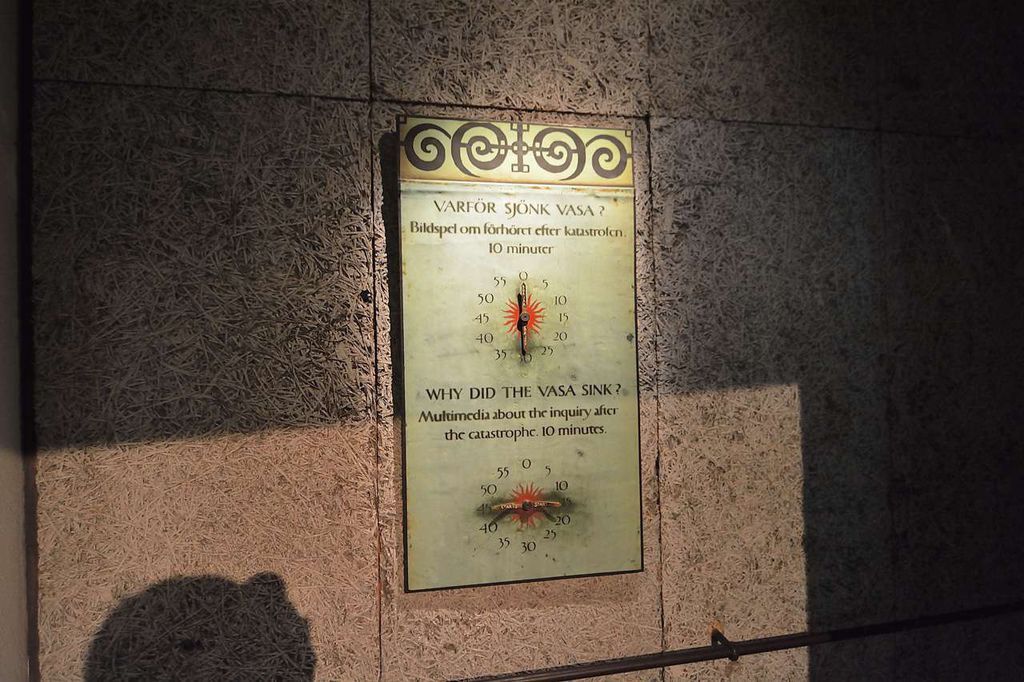 VARFÖR SJÖNK VASA?
Bildspel om förhöret efter katastrofen.
10 minuter
0
55 5
50 10
45 15
40 20
35 30 25
WHY DID THE VASA SINK?
Multimedia about the inquiry after
the catastrophe. 10 minutes.
0
55 5
50 10
45 15
40 20
35 30 25